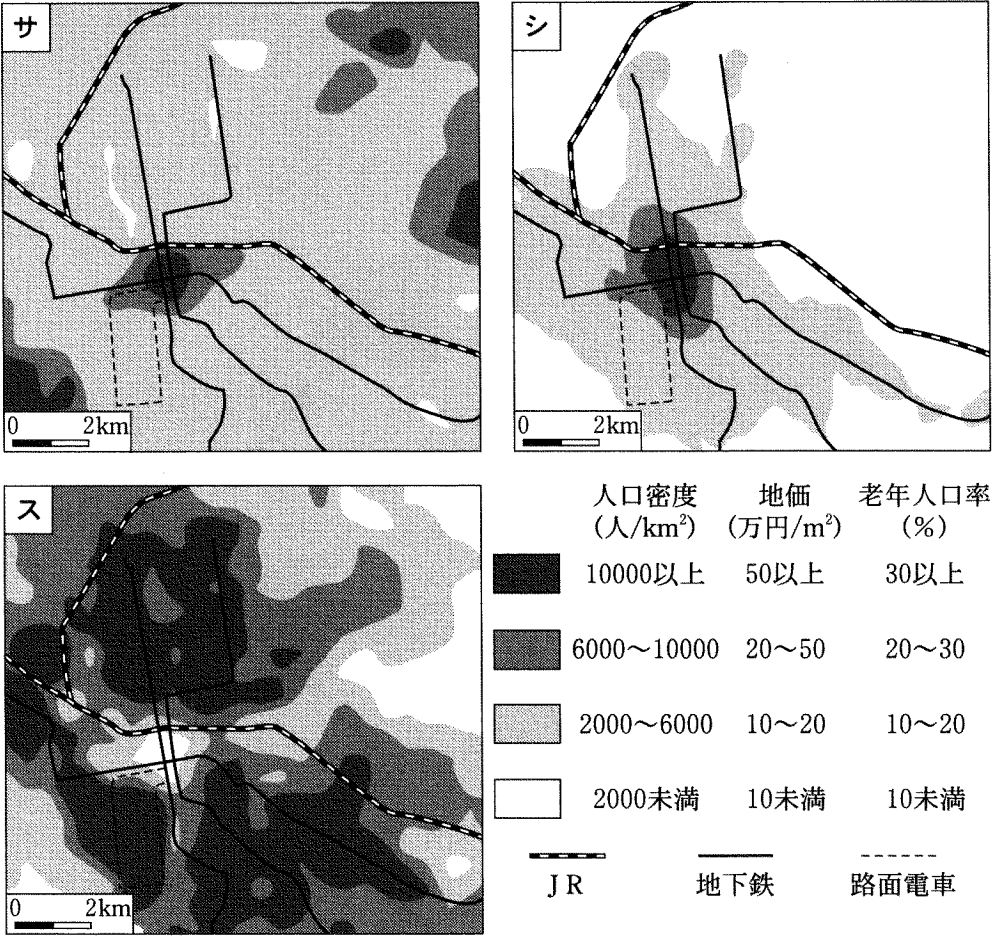 サ
0 2km
シ
0 2km
ス
0 2km
人口密度 地価 老年人口率
(人/km²) (万円/m²) (%)
10000以上 50以上 30以上
6000～10000 20～50 20～30
2000～6000 10～20 10～20
2000未満 10未満 10未満
JR 地下鉄 路面電車